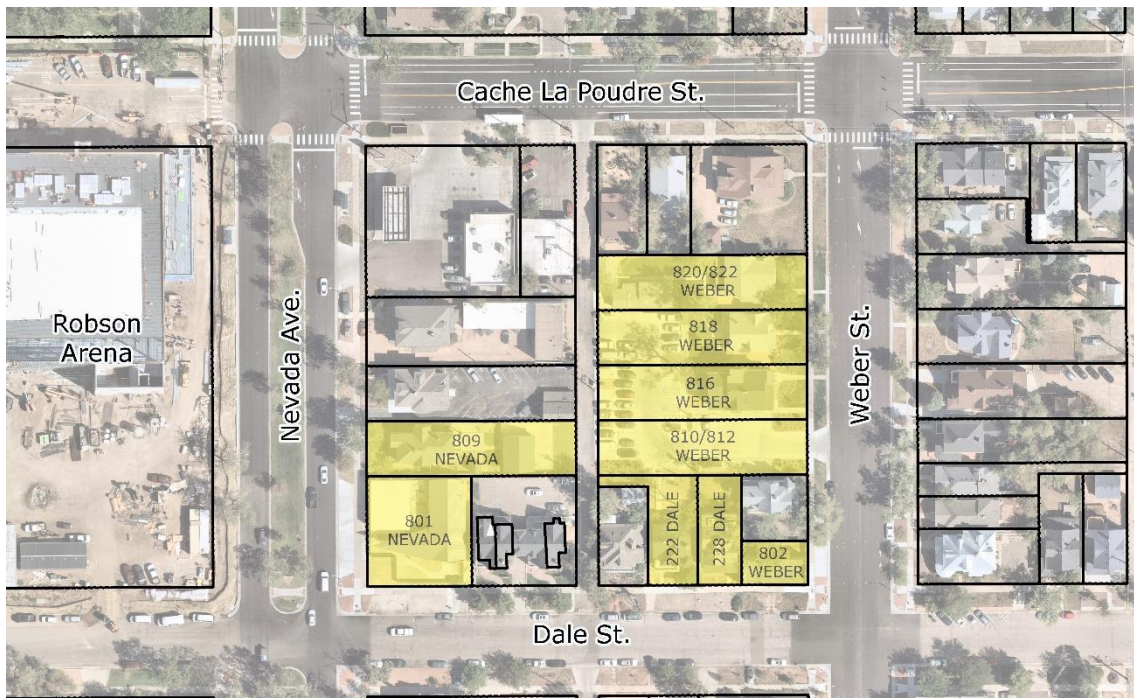 Cache La Poudre St.
820/822
WEBER
Robson
Arena
Nevada Ave.
818
WEBER
Weber St.
816
WEBER
809
NEVADA
810/812
WEBER
801
NEVADA
222 DALE
228 DALE
802
WEBER
Dale St.